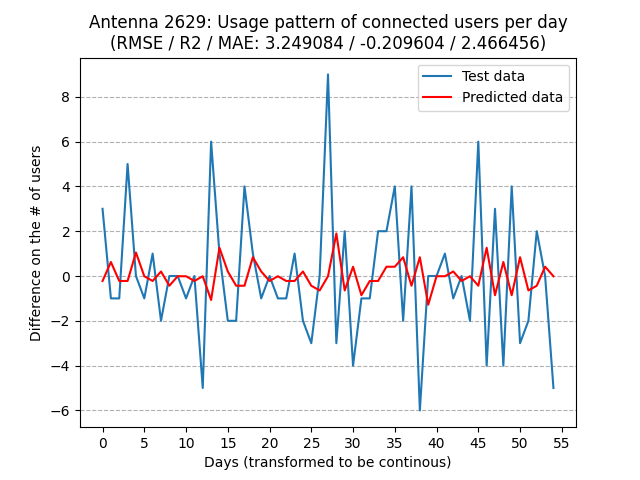 Antenna 2629: Usage pattern of connected users per day
(RMSE / R2 / MAE: 3.249084 / -0.209604 / 2.466456)
Test data
Predicted data
Difference on the # of users
8
6
4
2
0
−2
−4
−6
0 5 10 15 20 25 30 35 40 45 50 55
Days (transformed to be continous)